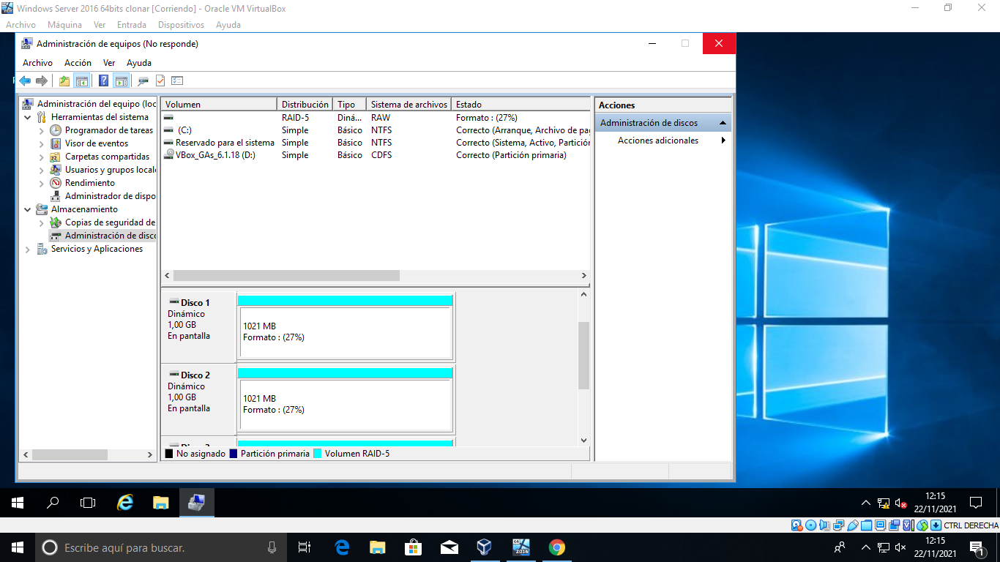 Windows Server 2016 64bits clonar [Corriendo] - Oracle VM VirtualBox
Archivo Máquina Ver Entrada Dispositivos Ayuda
Administración de equipos (No responde)
Archivo Acción Ver Ayuda
Administración del equipo (loc
Herramientas del sistema
Programador de tareas
Visor de eventos
Carpetas compartidas
Usuarios y grupos locale
Rendimiento
Administrador de dispo
Almacenamiento
Copias de seguridad de
Administración de disco
Servicios y Aplicaciones
Volumen Distribución Tipo Sistema de archivos Estado
RAID-5 Diná... RAW Formato : (27%)
(C:) Simple Básico NTFS Correcto (Arranque, Archivo de pag
Reservado para el sistema Simple Básico NTFS Correcto (Sistema, Activo, Partición
VBox_GAs_6.1.18 (D:) Simple Básico CDFS Correcto (Partición primaria)
Disco 1
Dinámico
1,00 GB
En pantalla
1021 MB
Formato : (27%)
Disco 2
Dinámico
1,00 GB
En pantalla
1021 MB
Formato : (27%)
No asignado Partición primaria Volumen RAID-5
Acciones
Administración de discos
Acciones adicionales
12:15
22/11/2021
CTRL DERECHA
Escribe aquí para buscar.
2016
12:15
22/11/2021
1